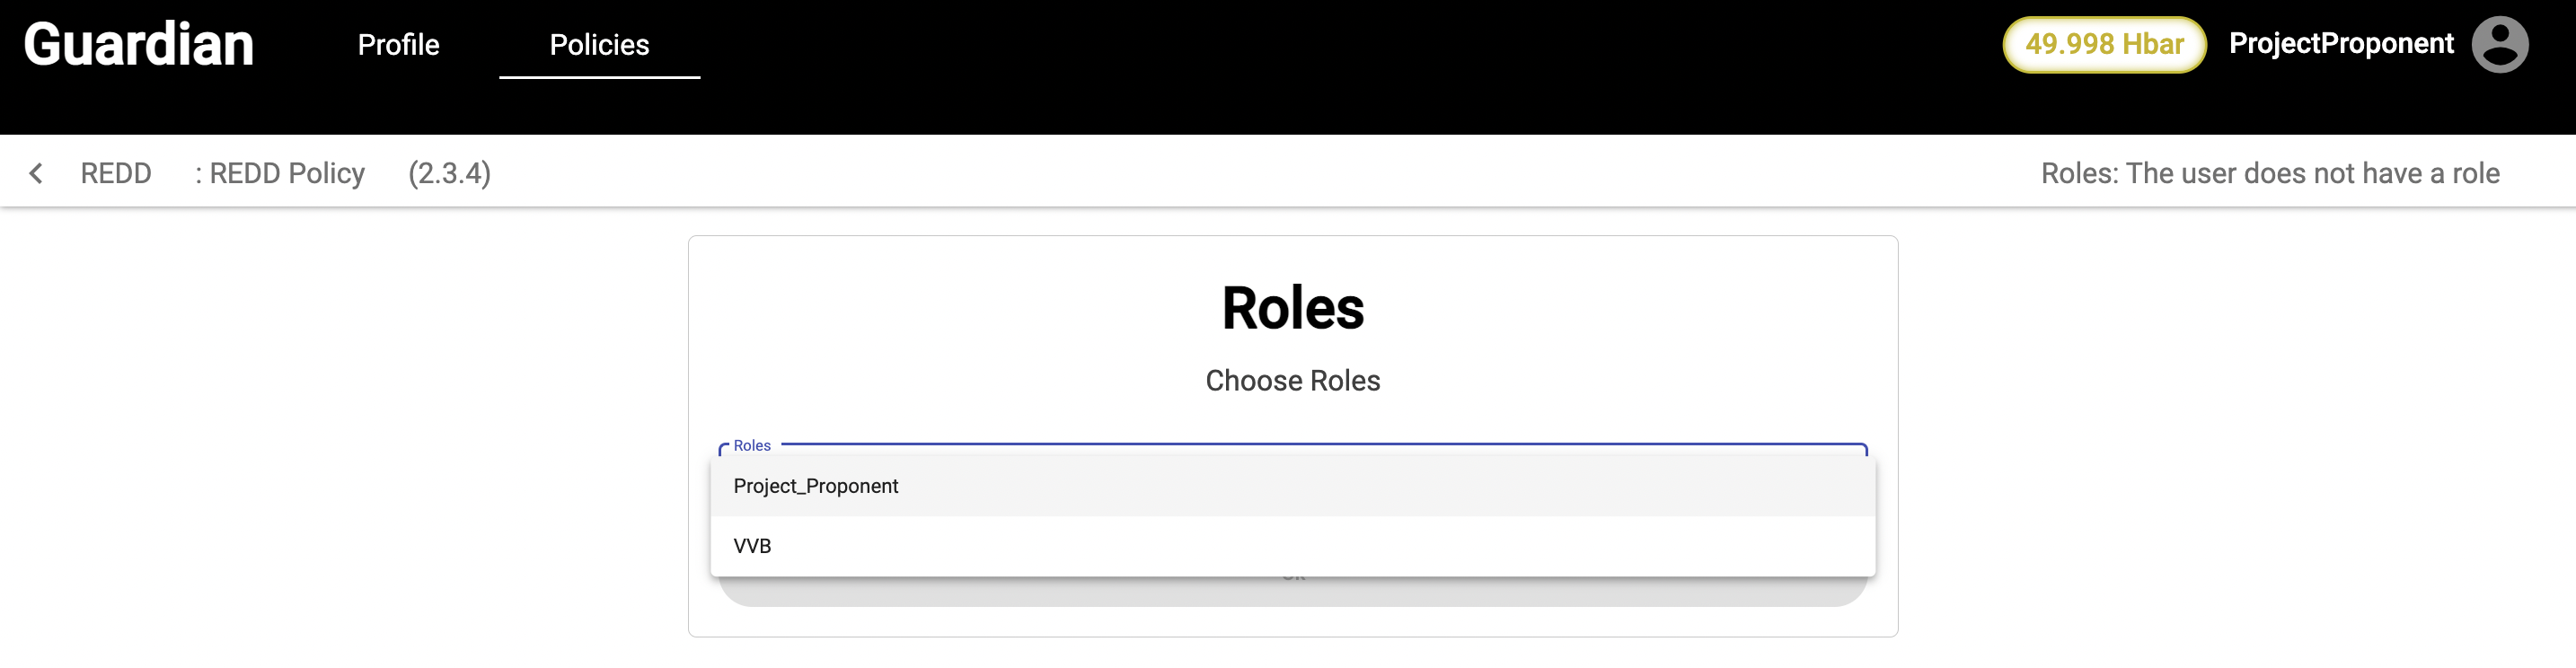 Guardian Profile Policies 49.998 Hbar ProjectProponent
REDD : REDD Policy (2.3.4) Roles: The user does not have a role
Roles
Choose Roles
Roles
Project_Proponent
VVB